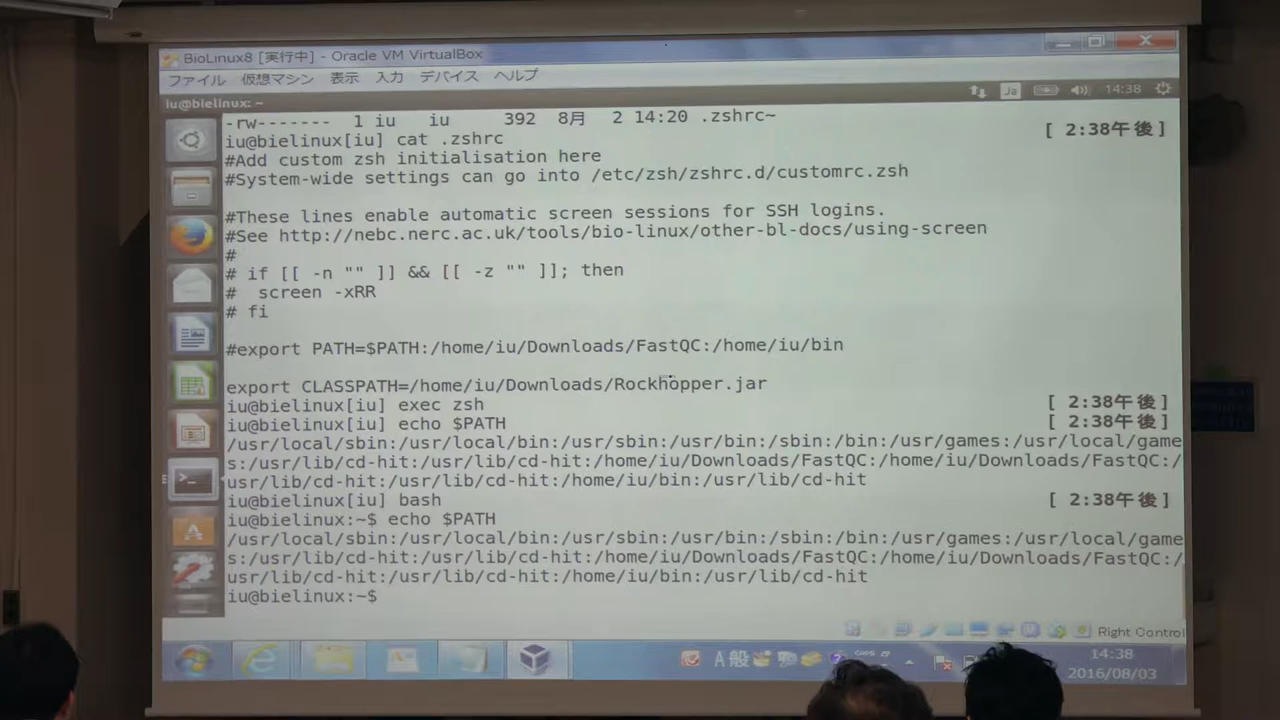 BioLinux8 [実行中] - Oracle VM VirtualBox
ファイル 仮想マシン 表示 入力 デバイス ヘルプ
iu@bielinux: ~
Ja
14:38
-rw------- 1 iu iu 392 8月 2 14:20 .zshrc~
iu@bielinux[iu] cat .zshrc [ 2:38午後]
#Add custom zsh initialisation here
#System-wide settings can go into /etc/zsh/zshrc.d/customrc.zsh
#These lines enable automatic screen sessions for SSH logins.
#See http://nebc.nerc.ac.uk/tools/bio-linux/other-bl-docs/using-screen
#
# if [[ -n "" ]] && [[ -z "" ]]; then
# screen -xRR
# fi
#export PATH=$PATH:/home/iu/Downloads/FastQC:/home/iu/bin
export CLASSPATH=/home/iu/Downloads/Rockhopper.jar
iu@bielinux[iu] exec zsh [ 2:38午後]
iu@bielinux[iu] echo $PATH [ 2:38午後]
/usr/local/sbin:/usr/local/bin:/usr/sbin:/usr/bin:/sbin:/bin:/usr/games:/usr/local/game
s:/usr/lib/cd-hit:/usr/lib/cd-hit:/home/iu/Downloads/FastQC:/home/iu/Downloads/FastQC:/
usr/lib/cd-hit:/usr/lib/cd-hit:/home/iu/bin:/usr/lib/cd-hit
iu@bielinux[iu] bash [ 2:38午後]
iu@bielinux:~$ echo $PATH
/usr/local/sbin:/usr/local/bin:/usr/sbin:/usr/bin:/sbin:/bin:/usr/games:/usr/local/game
s:/usr/lib/cd-hit:/usr/lib/cd-hit:/home/iu/Downloads/FastQC:/home/iu/Downloads/FastQC:/
usr/lib/cd-hit:/usr/lib/cd-hit:/home/iu/bin:/usr/lib/cd-hit
iu@bielinux:~$
Right Control
A 般
CAPS
14:38
2016/08/03